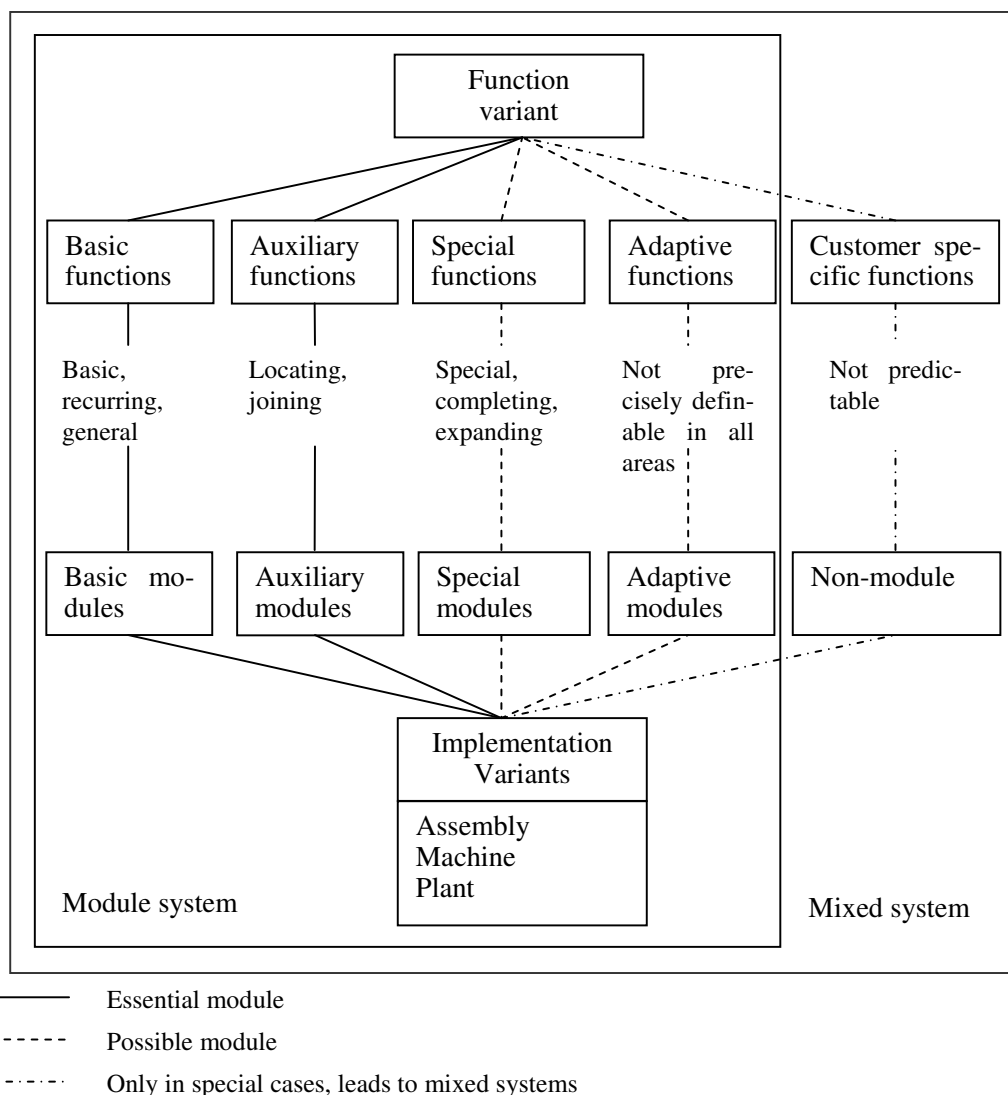 Function
variant
Basic
functions
Auxiliary
functions
Special
functions
Adaptive
functions
Customer spe-
cific functions
Basic,
recurring,
general
Locating,
joining
Special,
completing,
expanding
Not pre-
cisely defin-
able in all
areas
Not predic-
table
Basic mo-
dules
Auxiliary
modules
Special
modules
Adaptive
modules
Non-module
Implementation
Variants
Assembly
Machine
Plant
Module system
Mixed system
Essential module
Possible module
Only in special cases, leads to mixed systems